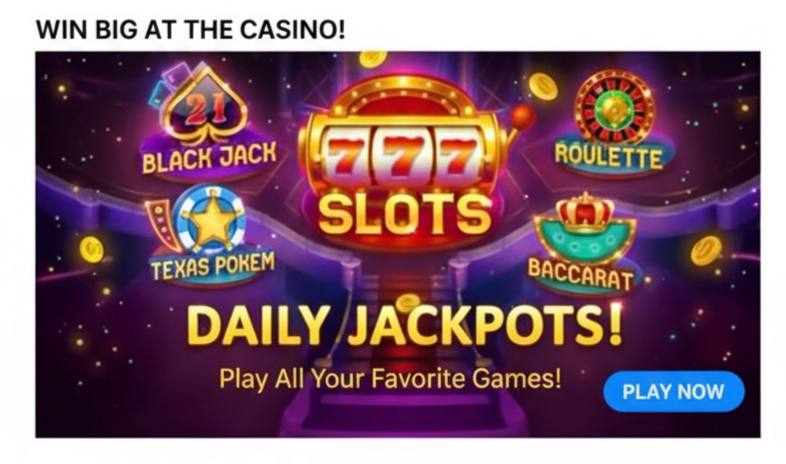 WIN BIG AT THE CASINO!
21
BLACK JACK
777
SLOTS
ROULETTE
TEXAS POKEM
BACCARAT
DAILY JACKPOTS!
Play All Your Favorite Games!
PLAY NOW